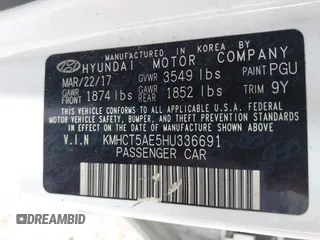 MANUFACTURED IN KOREA BY
HYUNDAI MOTOR COMPANY
MAR/22/17 GVWR 3549 lbs PAINT PGU
GAWR FRONT 1874 lbs GAWR REAR 1852 lbs TRIM 9Y
THIS VEHICLE CONFORMS TO ALL APPLICABLE U.S.A. FEDERAL
MOTOR VEHICLE SAFETY, BUMPER, AND THEFT PREVENTION
STANDARDS IN EFFECT ON THE DATE OF MANUFACTURE SHOWN ABOVE.
V.I.N KMHCT5AE5HU336691
PASSENGER CAR
DREAMBID